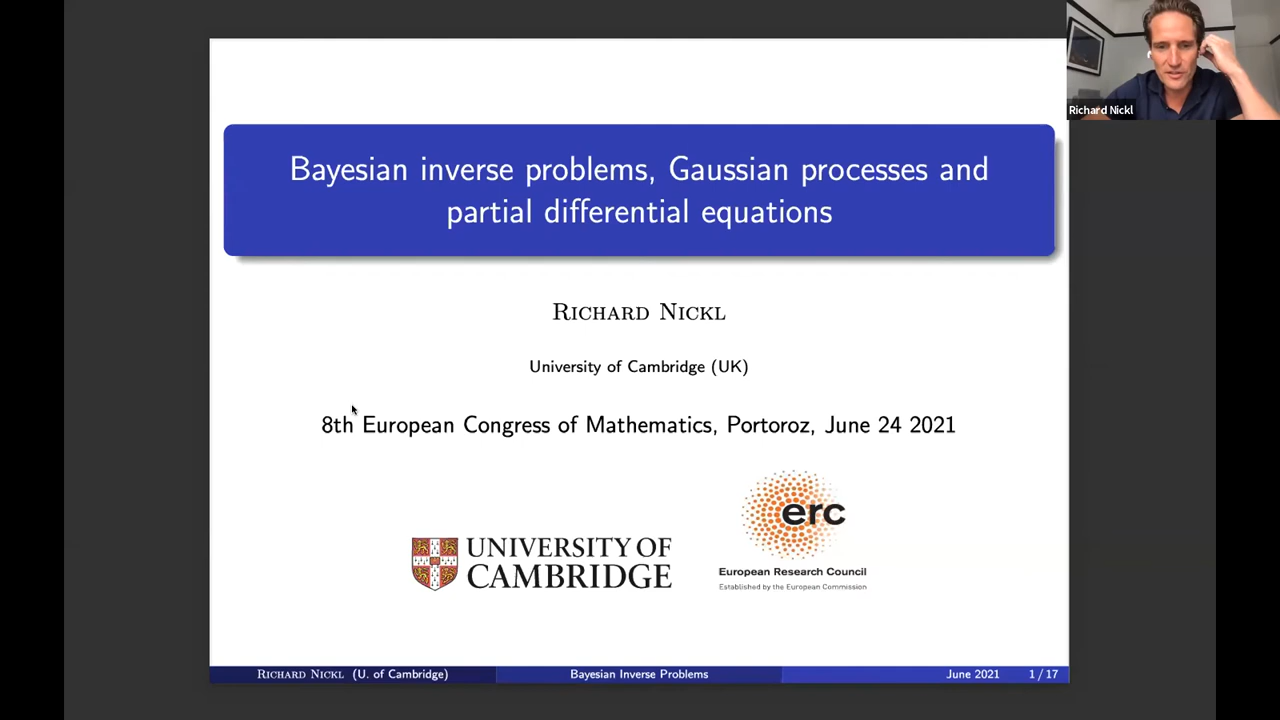 Richard Nickl
Bayesian inverse problems, Gaussian processes and
partial differential equations
Richard Nickl
University of Cambridge (UK)
8th European Congress of Mathematics, Portoroz, June 24 2021
erc
UNIVERSITY OF
CAMBRIDGE
European Research Council
Established by the European Commission
Richard Nickl (U. of Cambridge) Bayesian Inverse Problems June 2021 1 / 17